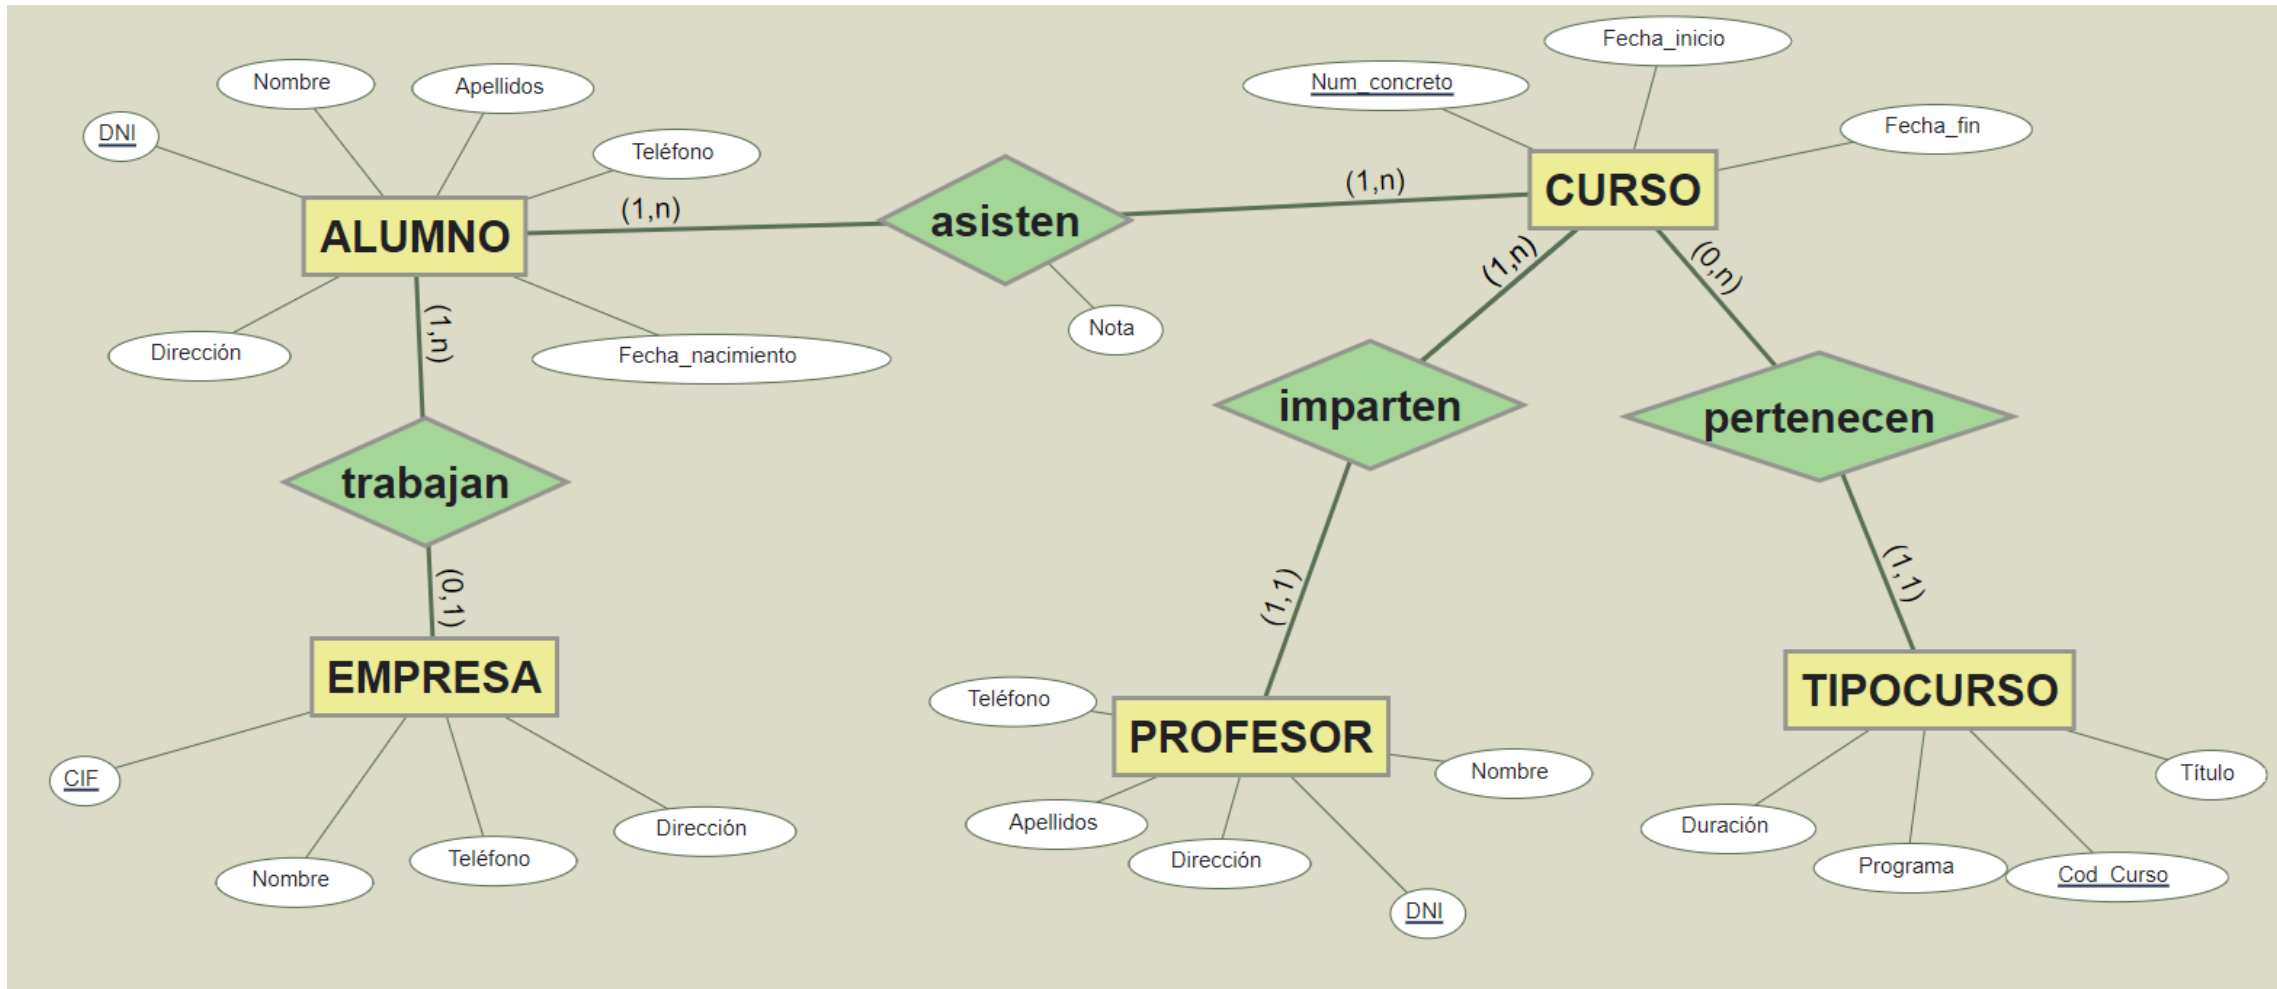 Fecha_inicio
Nombre
Apellidos
Num_concreto
DNI
Teléfono
Fecha_fin
ALUMNO
(1,n)
asisten
(1,n)
CURSO
(1,n)
(0,n)
(1,n)
Nota
Dirección
Fecha_nacimiento
imparten
pertenecen
trabajan
(0,1)
(1,1)
(1,1)
EMPRESA
Teléfono
PROFESOR
TIPOCURSO
CIF
Nombre
Título
Apellidos
Dirección
Duración
Nombre
Teléfono
Dirección
Programa
Cod_Curso
DNI